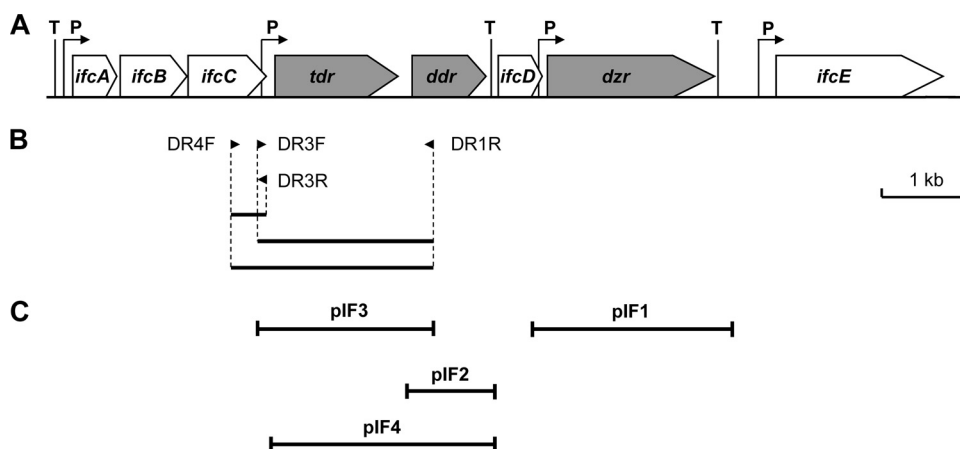 A T P P T P T P
ifcA ifcB ifcC tdr ddr ifcD dzr ifcE
B DR4F DR3F DR1R
DR3R 1 kb
C pIF3 pIF1
pIF2
pIF4